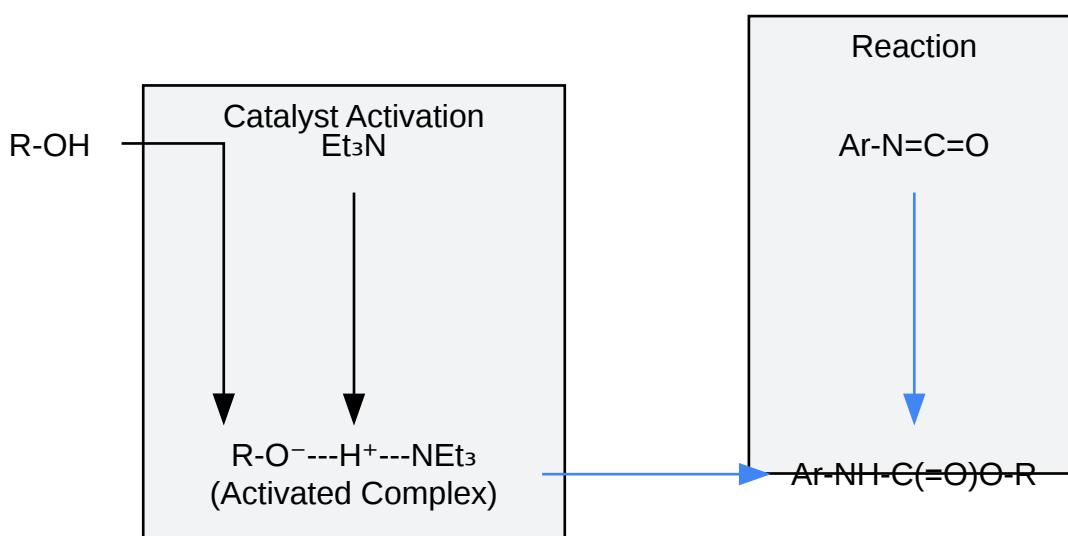 R-OH
Catalyst Activation
Et₃N
R-O⁻---H⁺---NEt₃
(Activated Complex)
Reaction
Ar-N=C=O
Ar-NH-C(=O)O-R